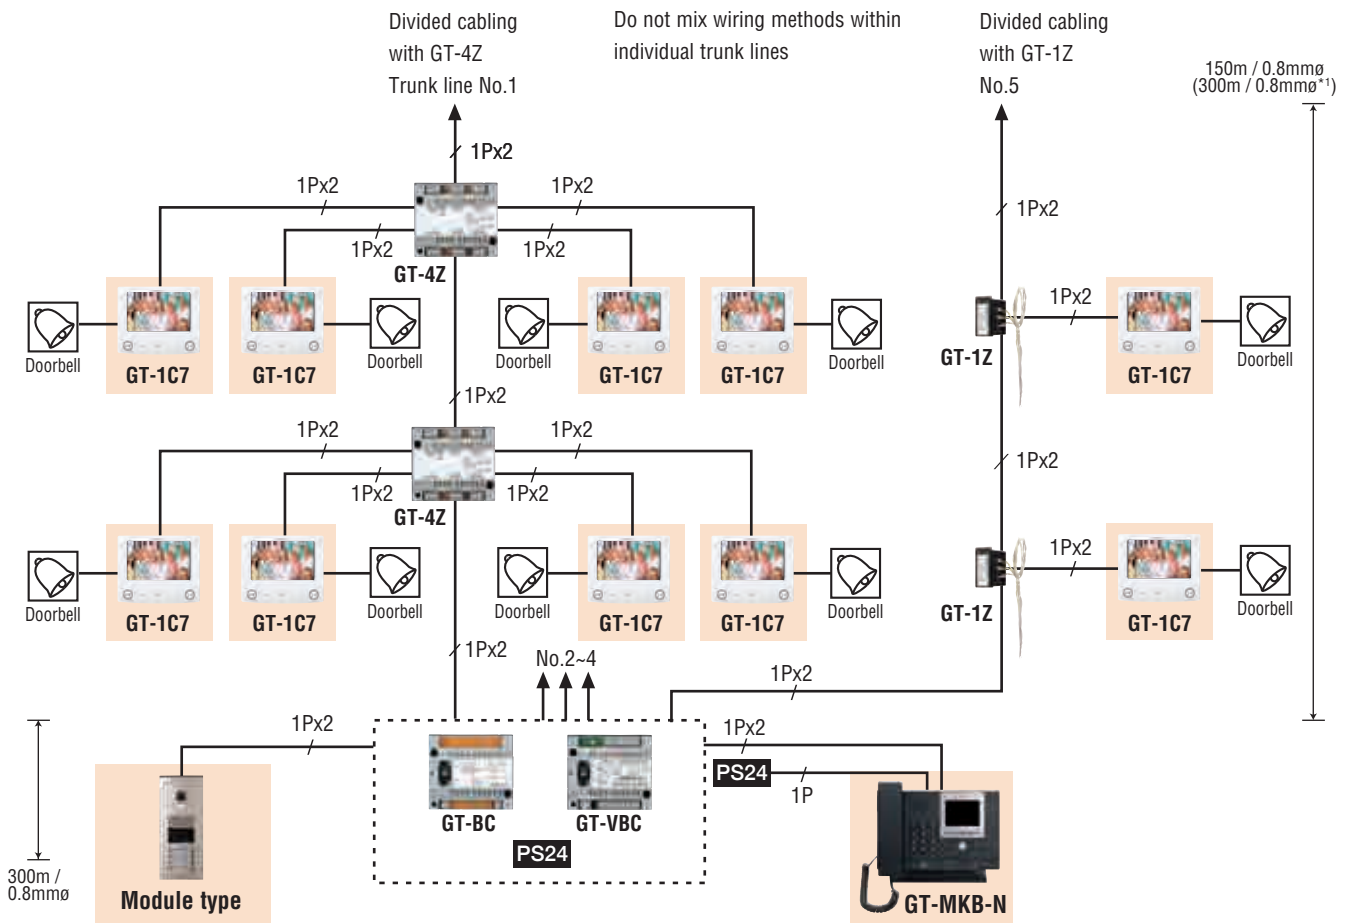 Divided cabling
with GT-4Z
Trunk line No.1
Do not mix wiring methods within
individual trunk lines
Divided cabling
with GT-1Z
No.5
150m / 0.8mmø
(300m / 0.8mmø*1)
1Px2
1Px2
1Px2
1Px2
1Px2
1Px2
GT-4Z
Doorbell
GT-1C7
GT-1C7
Doorbell
Doorbell
GT-1C7
GT-1C7
Doorbell
GT-1Z
1Px2
GT-1C7
Doorbell
1Px2
1Px2
1Px2
1Px2
1Px2
1Px2
GT-4Z
Doorbell
GT-1C7
GT-1C7
Doorbell
Doorbell
GT-1C7
GT-1C7
Doorbell
GT-1Z
1Px2
GT-1C7
Doorbell
1Px2
No.2~4
1Px2
1Px2
1Px2
PS24
1P
GT-BC
GT-VBC
PS24
300m /
0.8mmø
Module type
GT-MKB-N